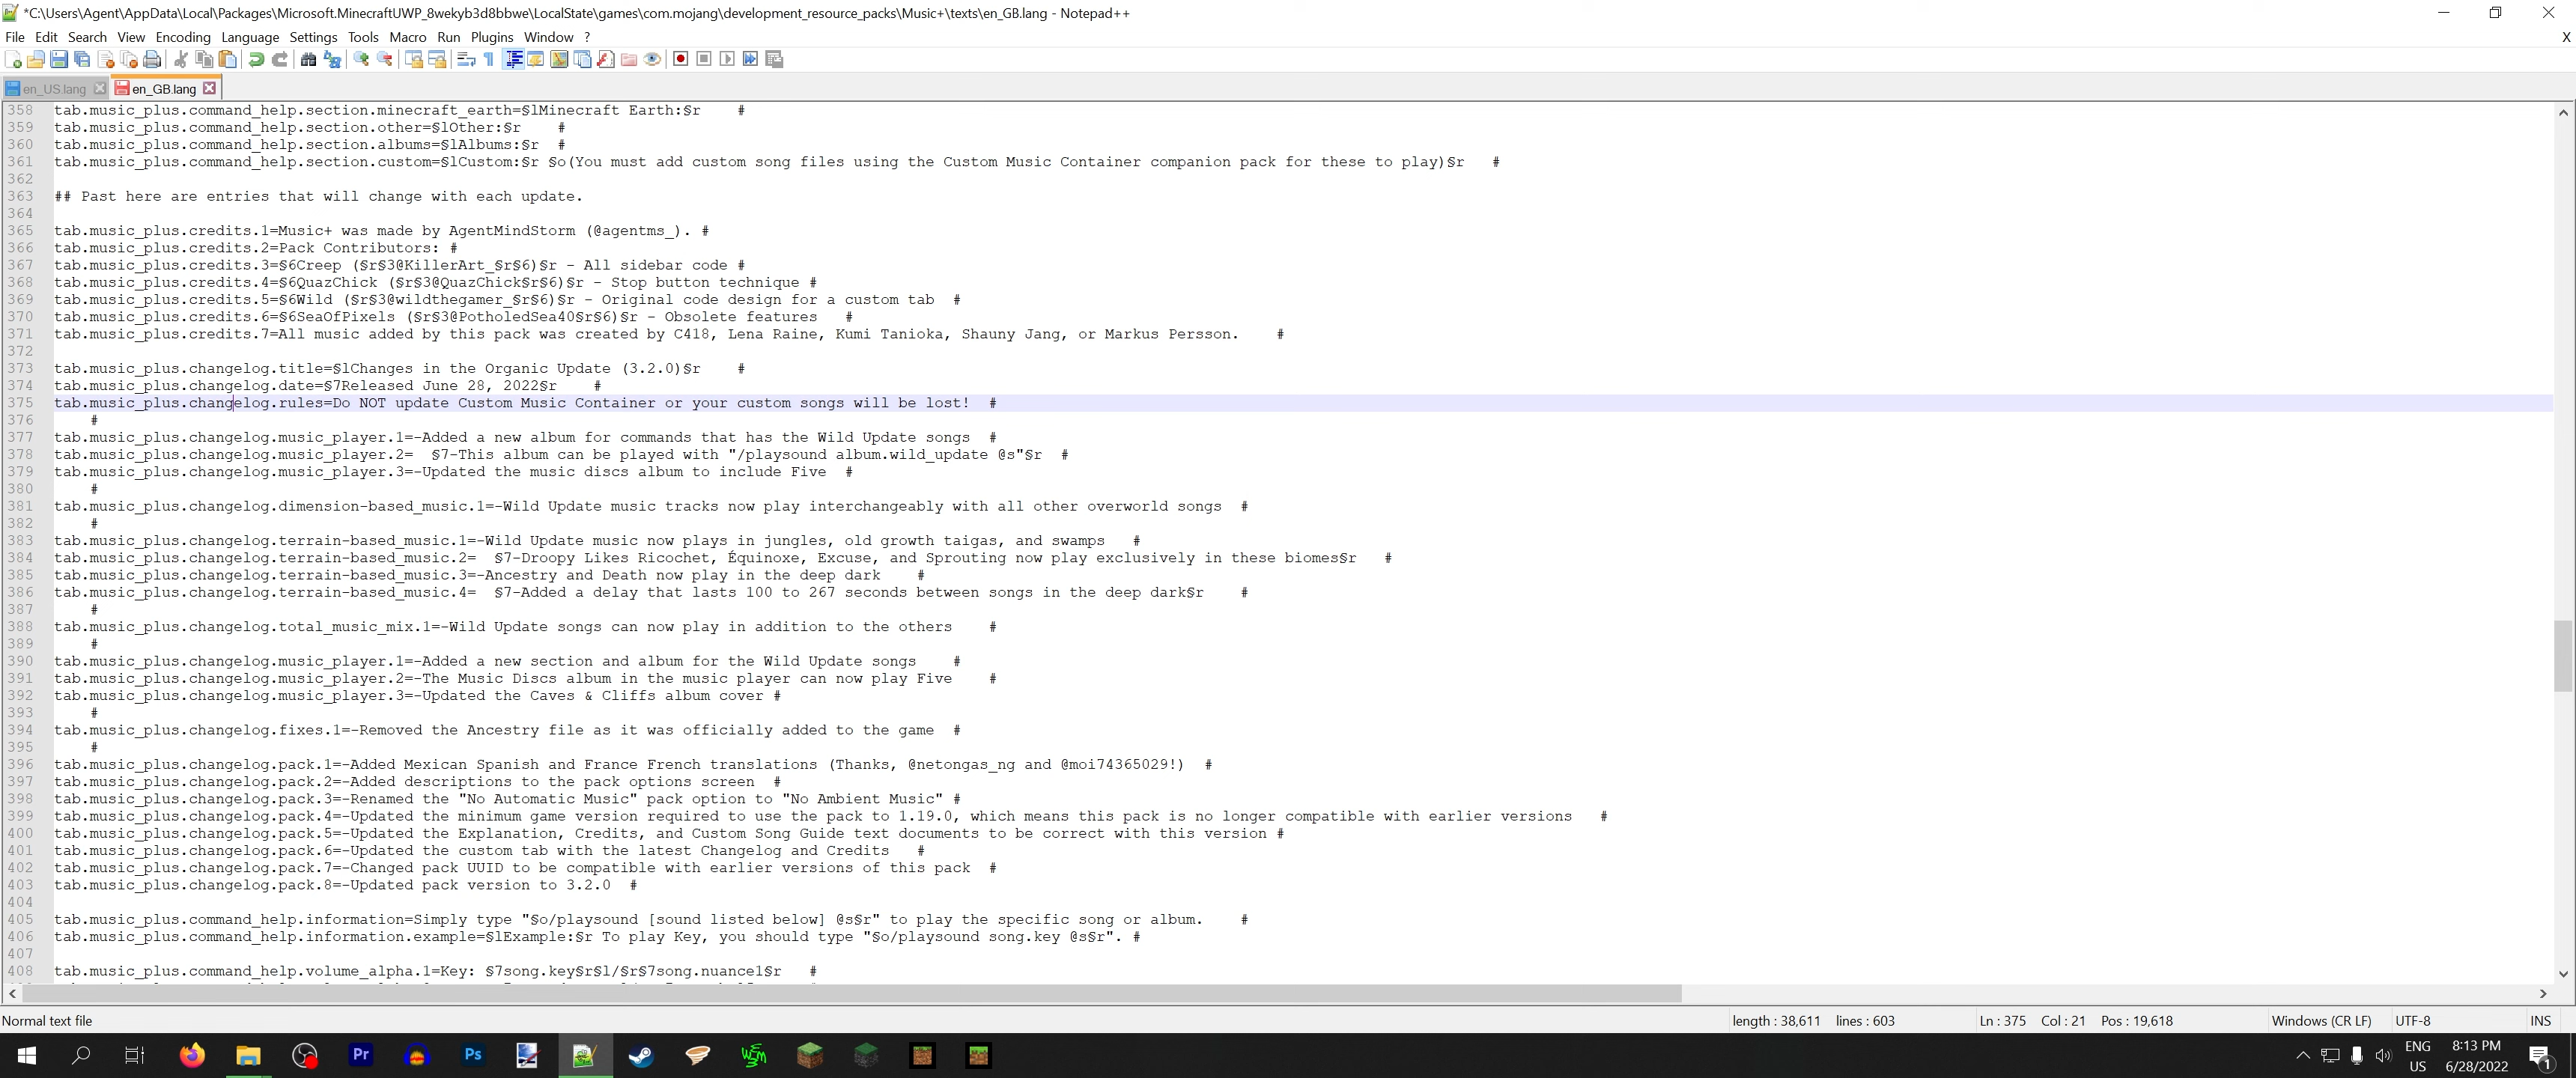 *C:\Users\Agent\AppData\Local\Packages\Microsoft.MinecraftUWP_8wekyb3d8bbwe\LocalState\games\com.mojang\development_resource_packs\Music+\texts\en_GB.lang - Notepad++
File Edit Search View Encoding Language Settings Tools Macro Run Plugins Window ? X
en_US.lang en_GB.lang
358 tab.music_plus.command_help.section.minecraft_earth=§lMinecraft Earth:§r #
359 tab.music_plus.command_help.section.other=§lOther:§r #
360 tab.music_plus.command_help.section.albums=§lAlbums:§r #
361 tab.music_plus.command_help.section.custom=§lCustom:§r §o(You must add custom song files using the Custom Music Container companion pack for these to play)§r #
362
363 ## Past here are entries that will change with each update.
364
365 tab.music_plus.credits.1=Music+ was made by AgentMindStorm (@agentms_). #
366 tab.music_plus.credits.2=Pack Contributors: #
367 tab.music_plus.credits.3=§6Creep (§r§3@KillerArt_§r§6)§r - All sidebar code #
368 tab.music_plus.credits.4=§6QuazChick (§r§3@QuazChick§r§6)§r - Stop button technique #
369 tab.music_plus.credits.5=§6Wild (§r§3@wildthegamer_§r§6)§r - Original code design for a custom tab #
370 tab.music_plus.credits.6=§6SeaOfPixels (§r§3@PotholedSea40§r§6)§r - Obsolete features #
371 tab.music_plus.credits.7=All music added by this pack was created by C418, Lena Raine, Kumi Tanioka, Shauny Jang, or Markus Persson. #
372
373 tab.music_plus.changelog.title=§lChanges in the Organic Update (3.2.0)§r #
374 tab.music_plus.changelog.date=§7Released June 28, 2022§r #
375 tab.music_plus.changelog.rules=Do NOT update Custom Music Container or your custom songs will be lost! #
376 #
377 tab.music_plus.changelog.music_player.1=-Added a new album for commands that has the Wild Update songs #
378 tab.music_plus.changelog.music_player.2= §7-This album can be played with "/playsound album.wild_update @s"§r #
379 tab.music_plus.changelog.music_player.3=-Updated the music discs album to include Five #
380 #
381 tab.music_plus.changelog.dimension-based_music.1=-Wild Update music tracks now play interchangeably with all other overworld songs #
382 #
383 tab.music_plus.changelog.terrain-based_music.1=-Wild Update music now plays in jungles, old growth taigas, and swamps #
384 tab.music_plus.changelog.terrain-based_music.2= §7-Droopy Likes Ricochet, Équinoxe, Excuse, and Sprouting now play exclusively in these biomes§r #
385 tab.music_plus.changelog.terrain-based_music.3=-Ancestry and Death now play in the deep dark #
386 tab.music_plus.changelog.terrain-based_music.4= §7-Added a delay that lasts 100 to 267 seconds between songs in the deep dark§r #
387 #
388 tab.music_plus.changelog.total_music_mix.1=-Wild Update songs can now play in addition to the others #
389 #
390 tab.music_plus.changelog.music_player.1=-Added a new section and album for the Wild Update songs #
391 tab.music_plus.changelog.music_player.2=-The Music Discs album in the music player can now play Five #
392 tab.music_plus.changelog.music_player.3=-Updated the Caves & Cliffs album cover #
393 #
394 tab.music_plus.changelog.fixes.1=-Removed the Ancestry file as it was officially added to the game #
395 #
396 tab.music_plus.changelog.pack.1=-Added Mexican Spanish and France French translations (Thanks, @netongas_ng and @moi74365029!) #
397 tab.music_plus.changelog.pack.2=-Added descriptions to the pack options screen #
398 tab.music_plus.changelog.pack.3=-Renamed the "No Automatic Music" pack option to "No Ambient Music" #
399 tab.music_plus.changelog.pack.4=-Updated the minimum game version required to use the pack to 1.19.0, which means this pack is no longer compatible with earlier versions #
400 tab.music_plus.changelog.pack.5=-Updated the Explanation, Credits, and Custom Song Guide text documents to be correct with this version #
401 tab.music_plus.changelog.pack.6=-Updated the custom tab with the latest Changelog and Credits #
402 tab.music_plus.changelog.pack.7=-Changed pack UUID to be compatible with earlier versions of this pack #
403 tab.music_plus.changelog.pack.8=-Updated pack version to 3.2.0 #
404
405 tab.music_plus.command_help.information=Simply type "§o/playsound [sound listed below] @s§r" to play the specific song or album. #
406 tab.music_plus.command_help.information.example=§lExample:§r To play Key, you should type "§o/playsound song.key @s§r". #
407
408 tab.music_plus.command_help.volume_alpha.1=Key: §7song.key§r§l/§r§7song.nuance1§r #
Normal text file length : 38,611 lines : 603 Ln : 375 Col : 21 Pos : 19,618 Windows (CR LF) UTF-8 INS
Pr Ps ENG 8:13 PM
US 6/28/2022 1